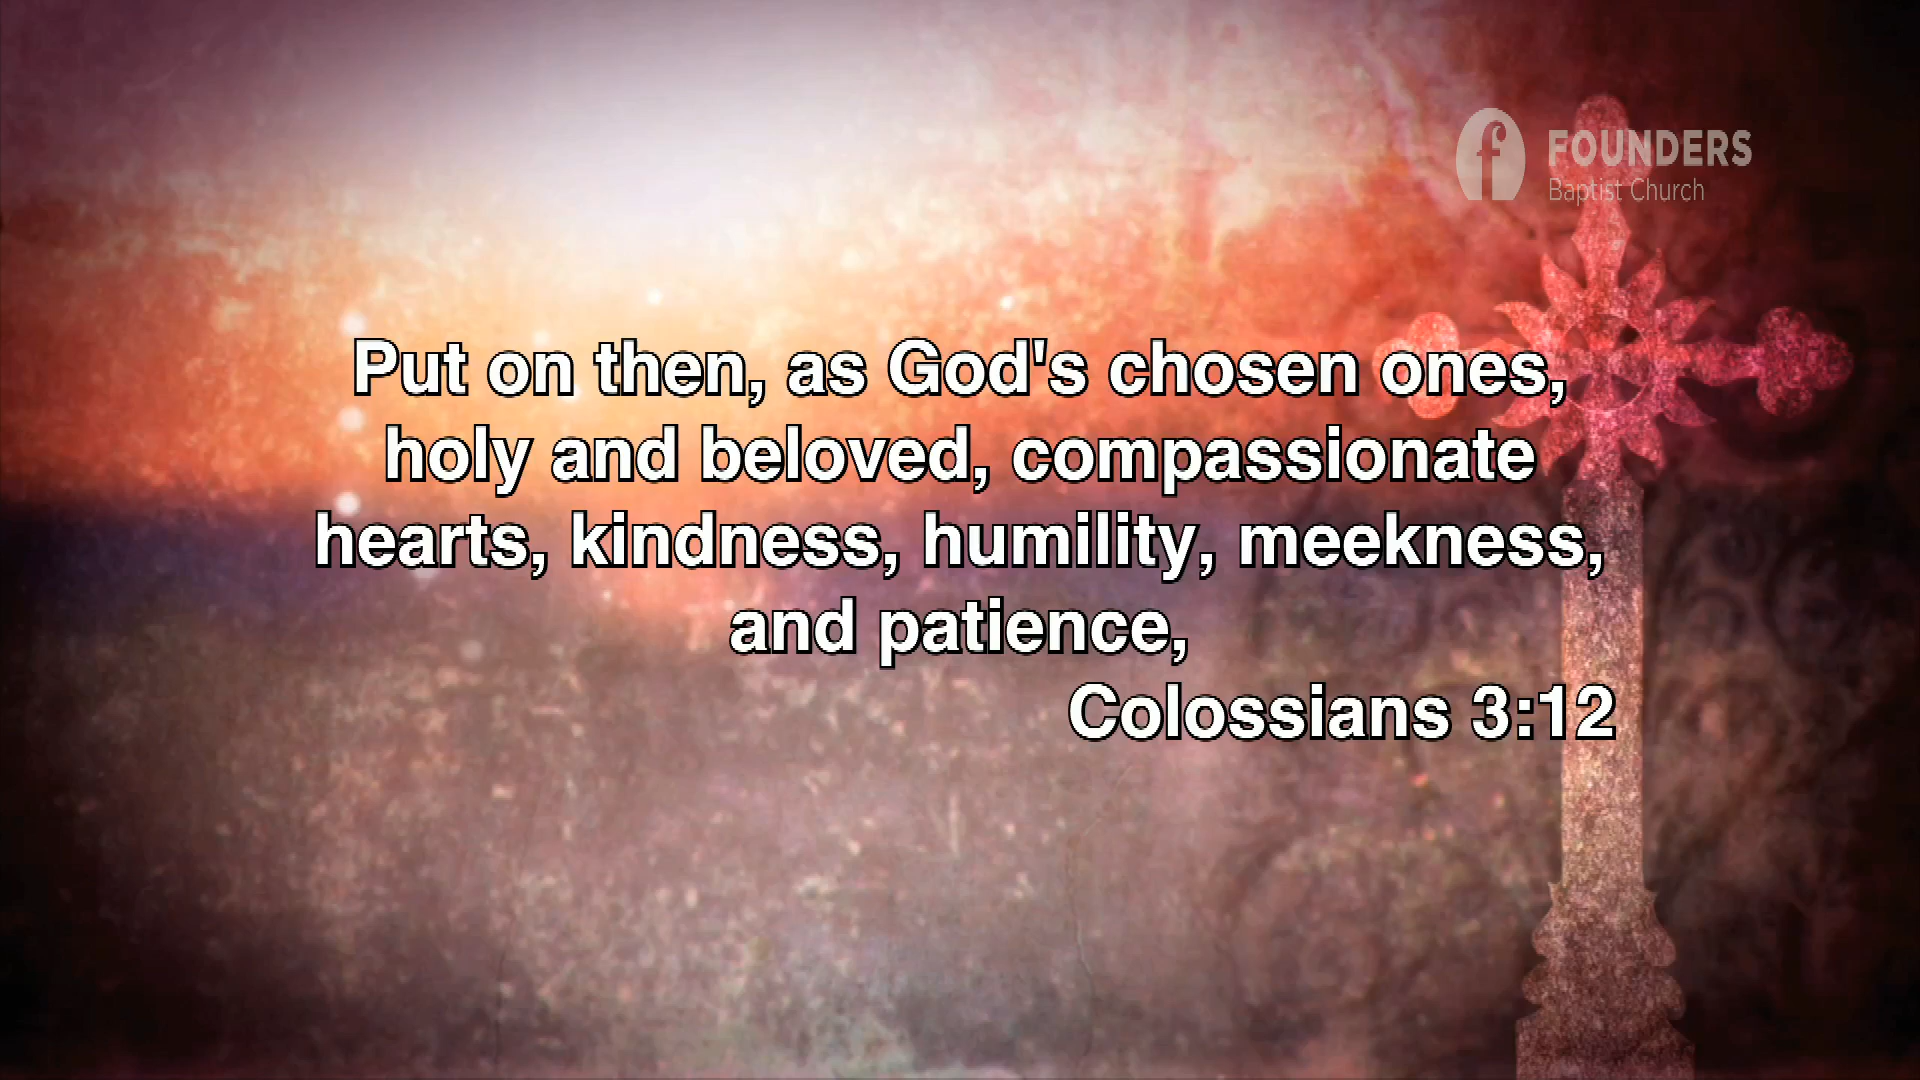 FOUNDERS
Baptist Church
Put on then, as God's chosen ones,
holy and beloved, compassionate
hearts, kindness, humility, meekness,
and patience,
Colossians 3:12